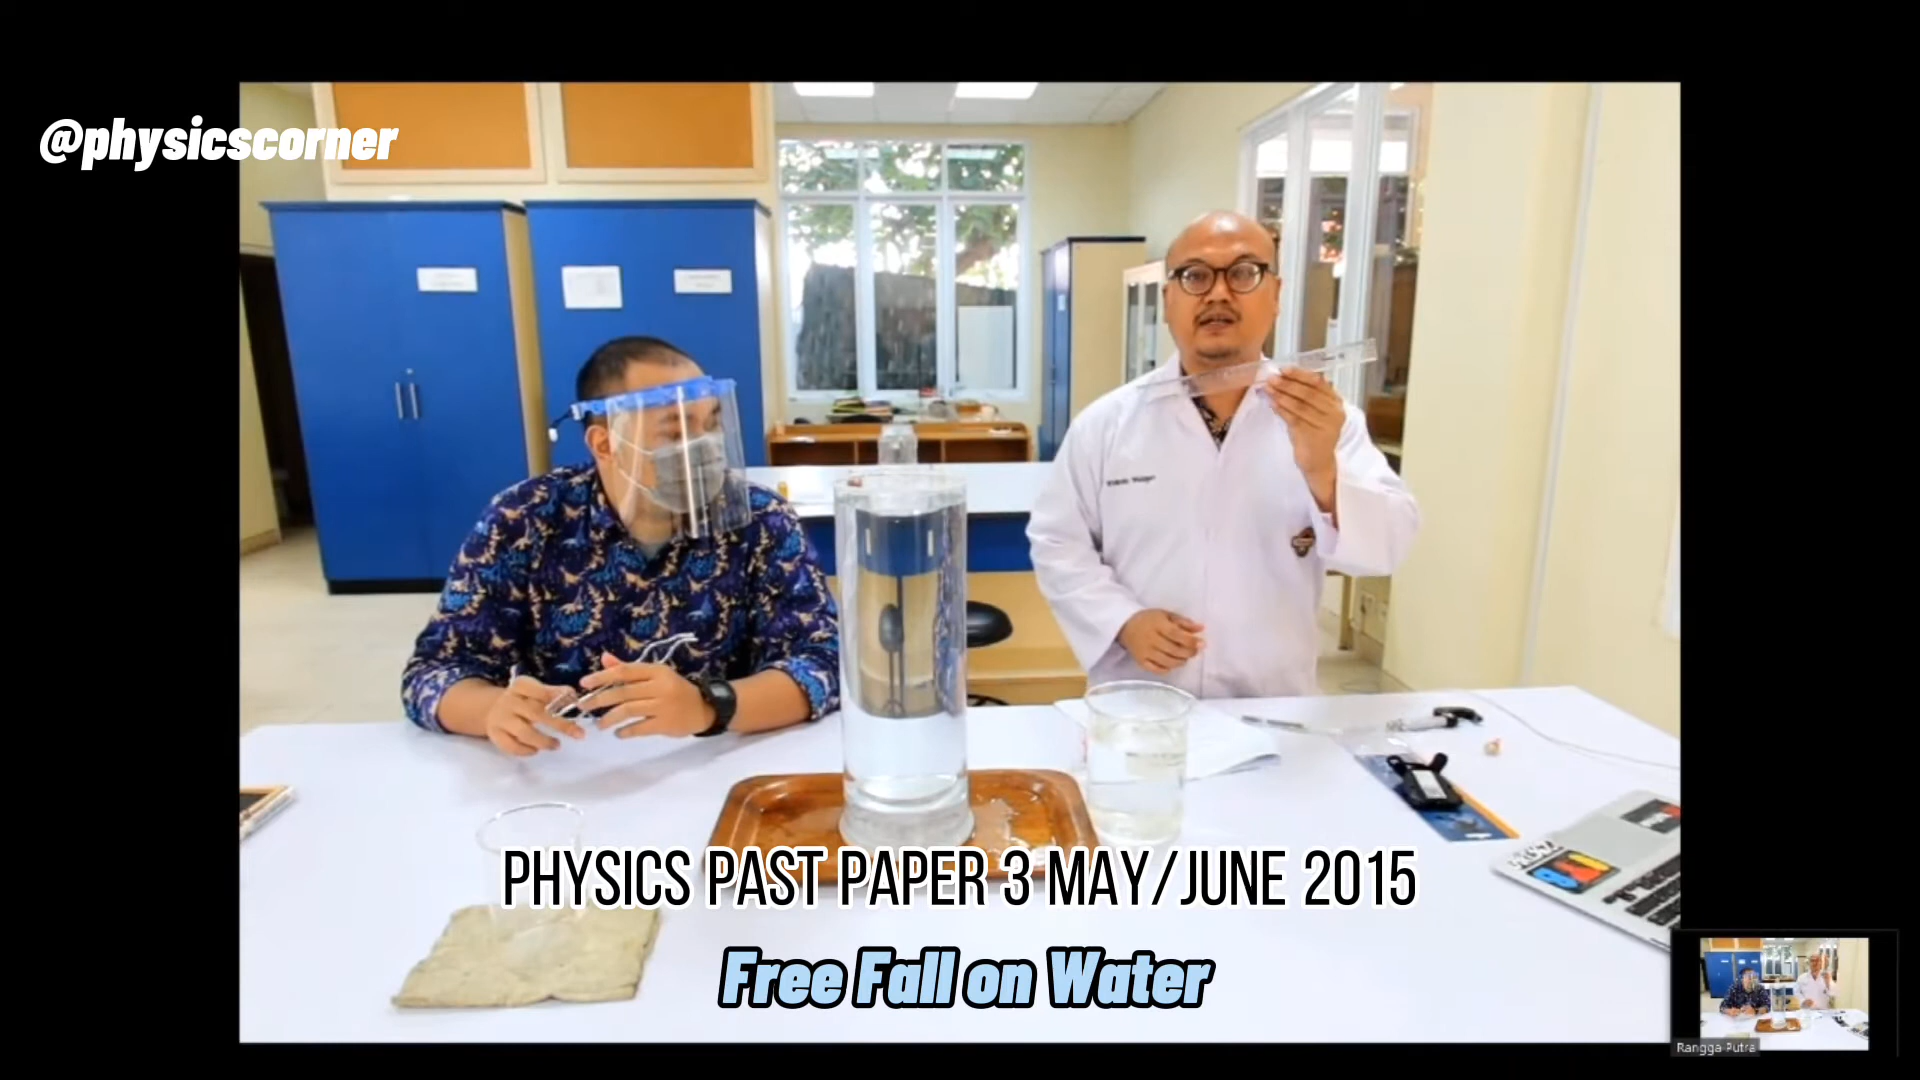 @physicscorner
PHYSICS PAST PAPER 3 MAY/JUNE 2015
Free Fall on Water
Rangga Putra